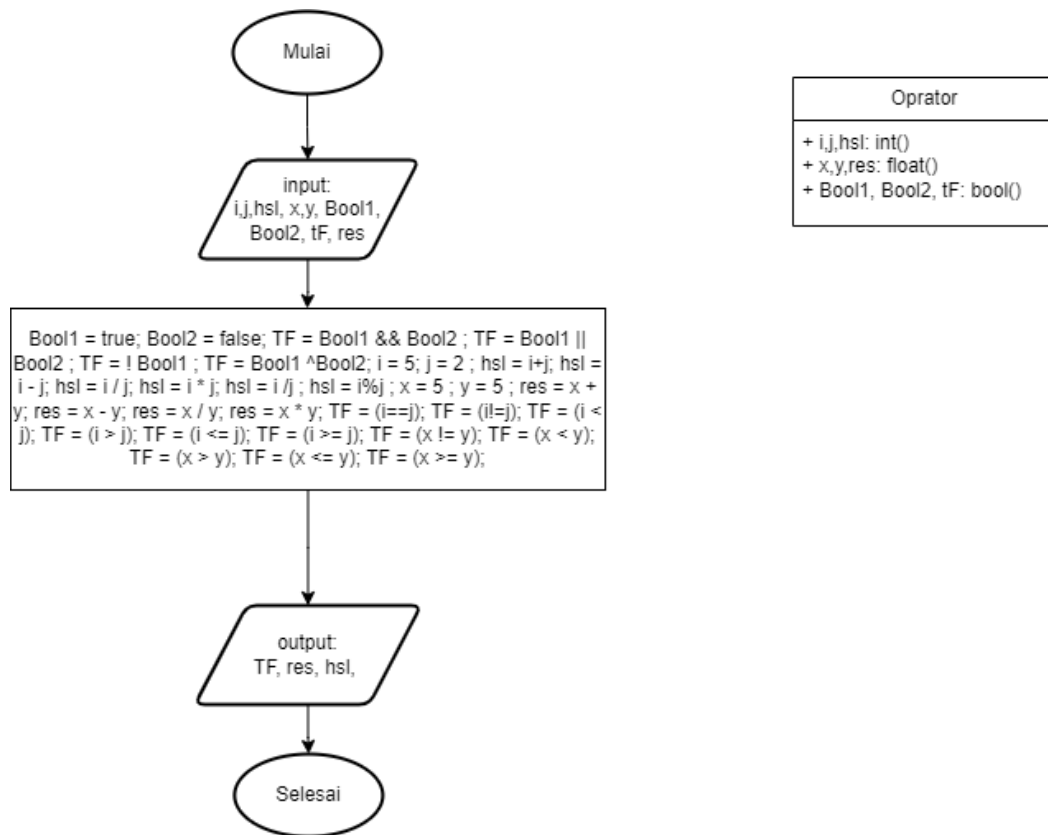 Mulai
input:
i,j,hsl, x,y, Bool1,
Bool2, tF, res
Bool1 = true; Bool2 = false; TF = Bool1 && Bool2 ; TF = Bool1 ||
Bool2 ; TF = ! Bool1 ; TF = Bool1 ^Bool2; i = 5; j = 2 ; hsl = i+j; hsl =
i - j; hsl = i / j; hsl = i * j; hsl = i /j ; hsl = i%j ; x = 5 ; y = 5 ; res = x +
y; res = x - y; res = x / y; res = x * y; TF = (i==j); TF = (i!=j); TF = (i <
j); TF = (i > j); TF = (i <= j); TF = (i >= j); TF = (x != y); TF = (x < y);
TF = (x > y); TF = (x <= y); TF = (x >= y);
output:
TF, res, hsl,
Selesai
Oprator
+ i,j,hsl: int()
+ x,y,res: float()
+ Bool1, Bool2, tF: bool()